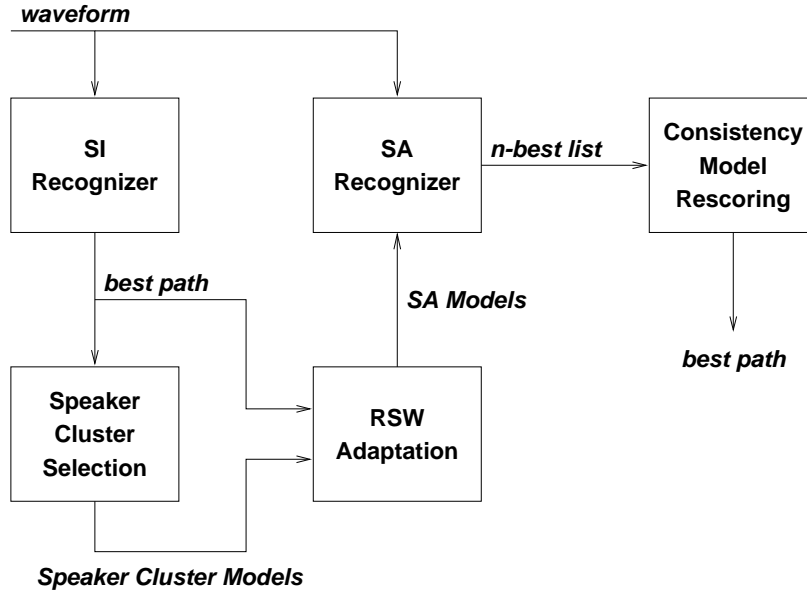 waveform
SI
Recognizer
SA
Recognizer
n-best list
Consistency
Model
Rescoring
best path
SA Models
best path
Speaker
Cluster
Selection
RSW
Adaptation
Speaker Cluster Models